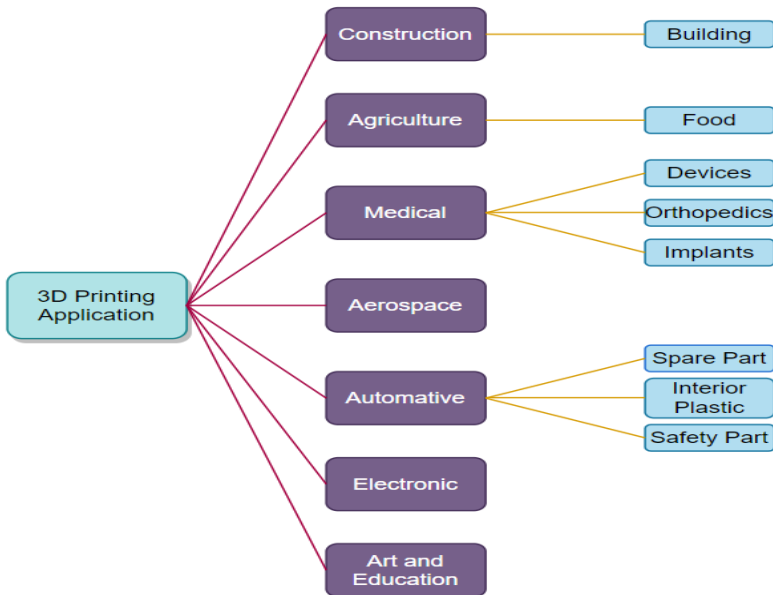 Construction
Building
Agriculture
Food
Devices
Medical
Orthopedics
Implants
3D Printing
Application
Aerospace
Spare Part
Automative
Interior
Plastic
Safety Part
Electronic
Art and
Education